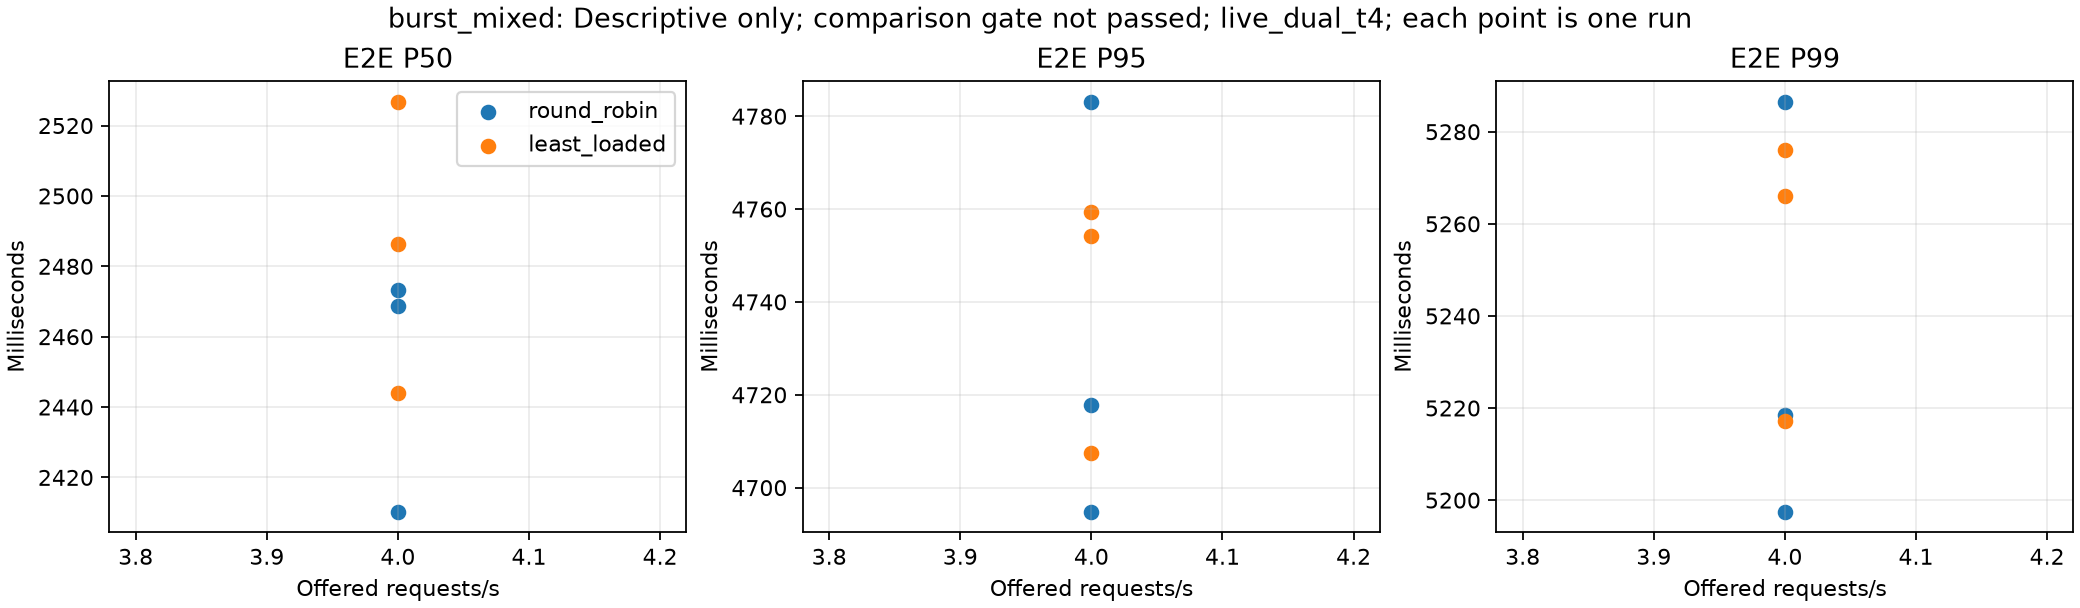 burst_mixed: Descriptive only; comparison gate not passed; live_dual_t4; each point is one run
E2E P50
2520
2500
2480
2460
2440
2420
Milliseconds
3.8 3.9 4.0 4.1 4.2
Offered requests/s
round_robin
least_loaded
E2E P95
4780
4760
4740
4720
4700
Milliseconds
3.8 3.9 4.0 4.1 4.2
Offered requests/s
E2E P99
5280
5260
5240
5220
5200
Milliseconds
3.8 3.9 4.0 4.1 4.2
Offered requests/s